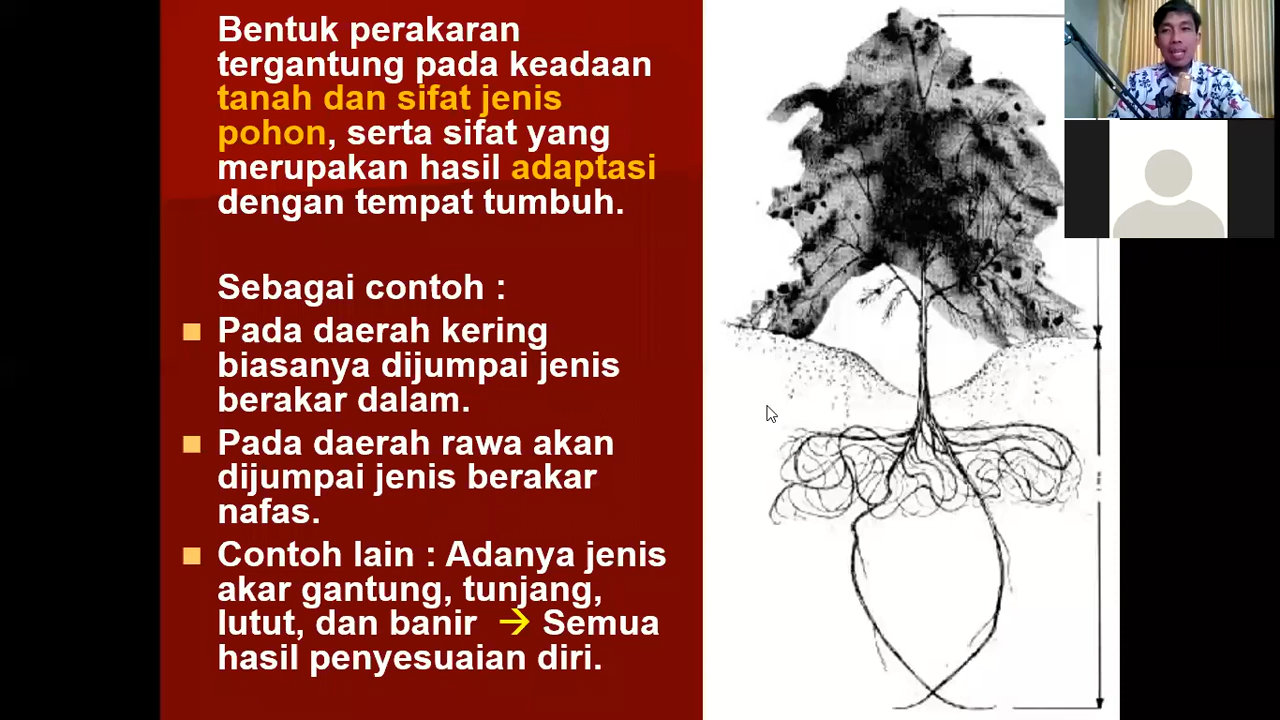 Bentuk perakaran
tergantung pada keadaan
tanah dan sifat jenis
pohon, serta sifat yang
merupakan hasil adaptasi
dengan tempat tumbuh.
Sebagai contoh :
■ Pada daerah kering
biasanya dijumpai jenis
berakar dalam.
■ Pada daerah rawa akan
dijumpai jenis berakar
nafas.
■ Contoh lain : Adanya jenis
akar gantung, tunjang,
lutut, dan banir → Semua
hasil penyesuaian diri.